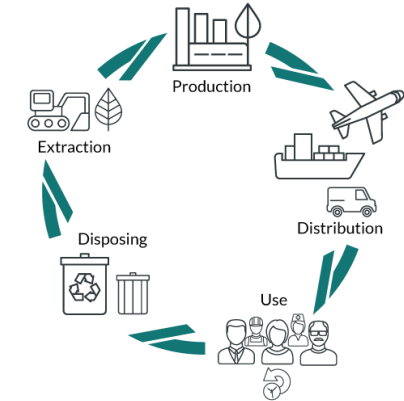 Production
Extraction
Distribution
Disposing
Use